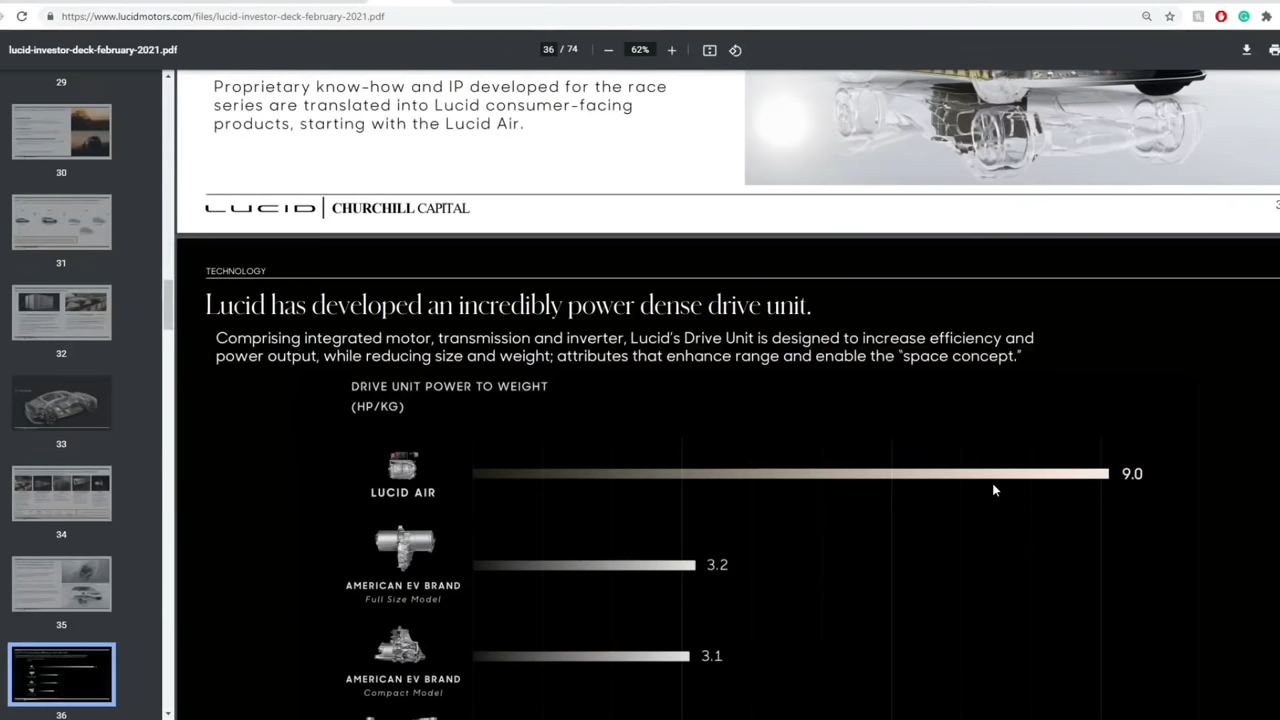 https://www.lucidmotors.com/files/lucid-investor-deck-february-2021.pdf
lucid-investor-deck-february-2021.pdf
36 / 74
62%
29
30
31
32
33
34
35
36
Proprietary know-how and IP developed for the race
series are translated into Lucid consumer-facing
products, starting with the Lucid Air.
LUCID | CHURCHILL CAPITAL
3
TECHNOLOGY
Lucid has developed an incredibly power dense drive unit.
Comprising integrated motor, transmission and inverter, Lucid's Drive Unit is designed to increase efficiency and
power output, while reducing size and weight; attributes that enhance range and enable the "space concept."
DRIVE UNIT POWER TO WEIGHT
(HP/KG)
LUCID AIR
9.0
AMERICAN EV BRAND
Full Size Model
3.2
AMERICAN EV BRAND
Compact Model
3.1